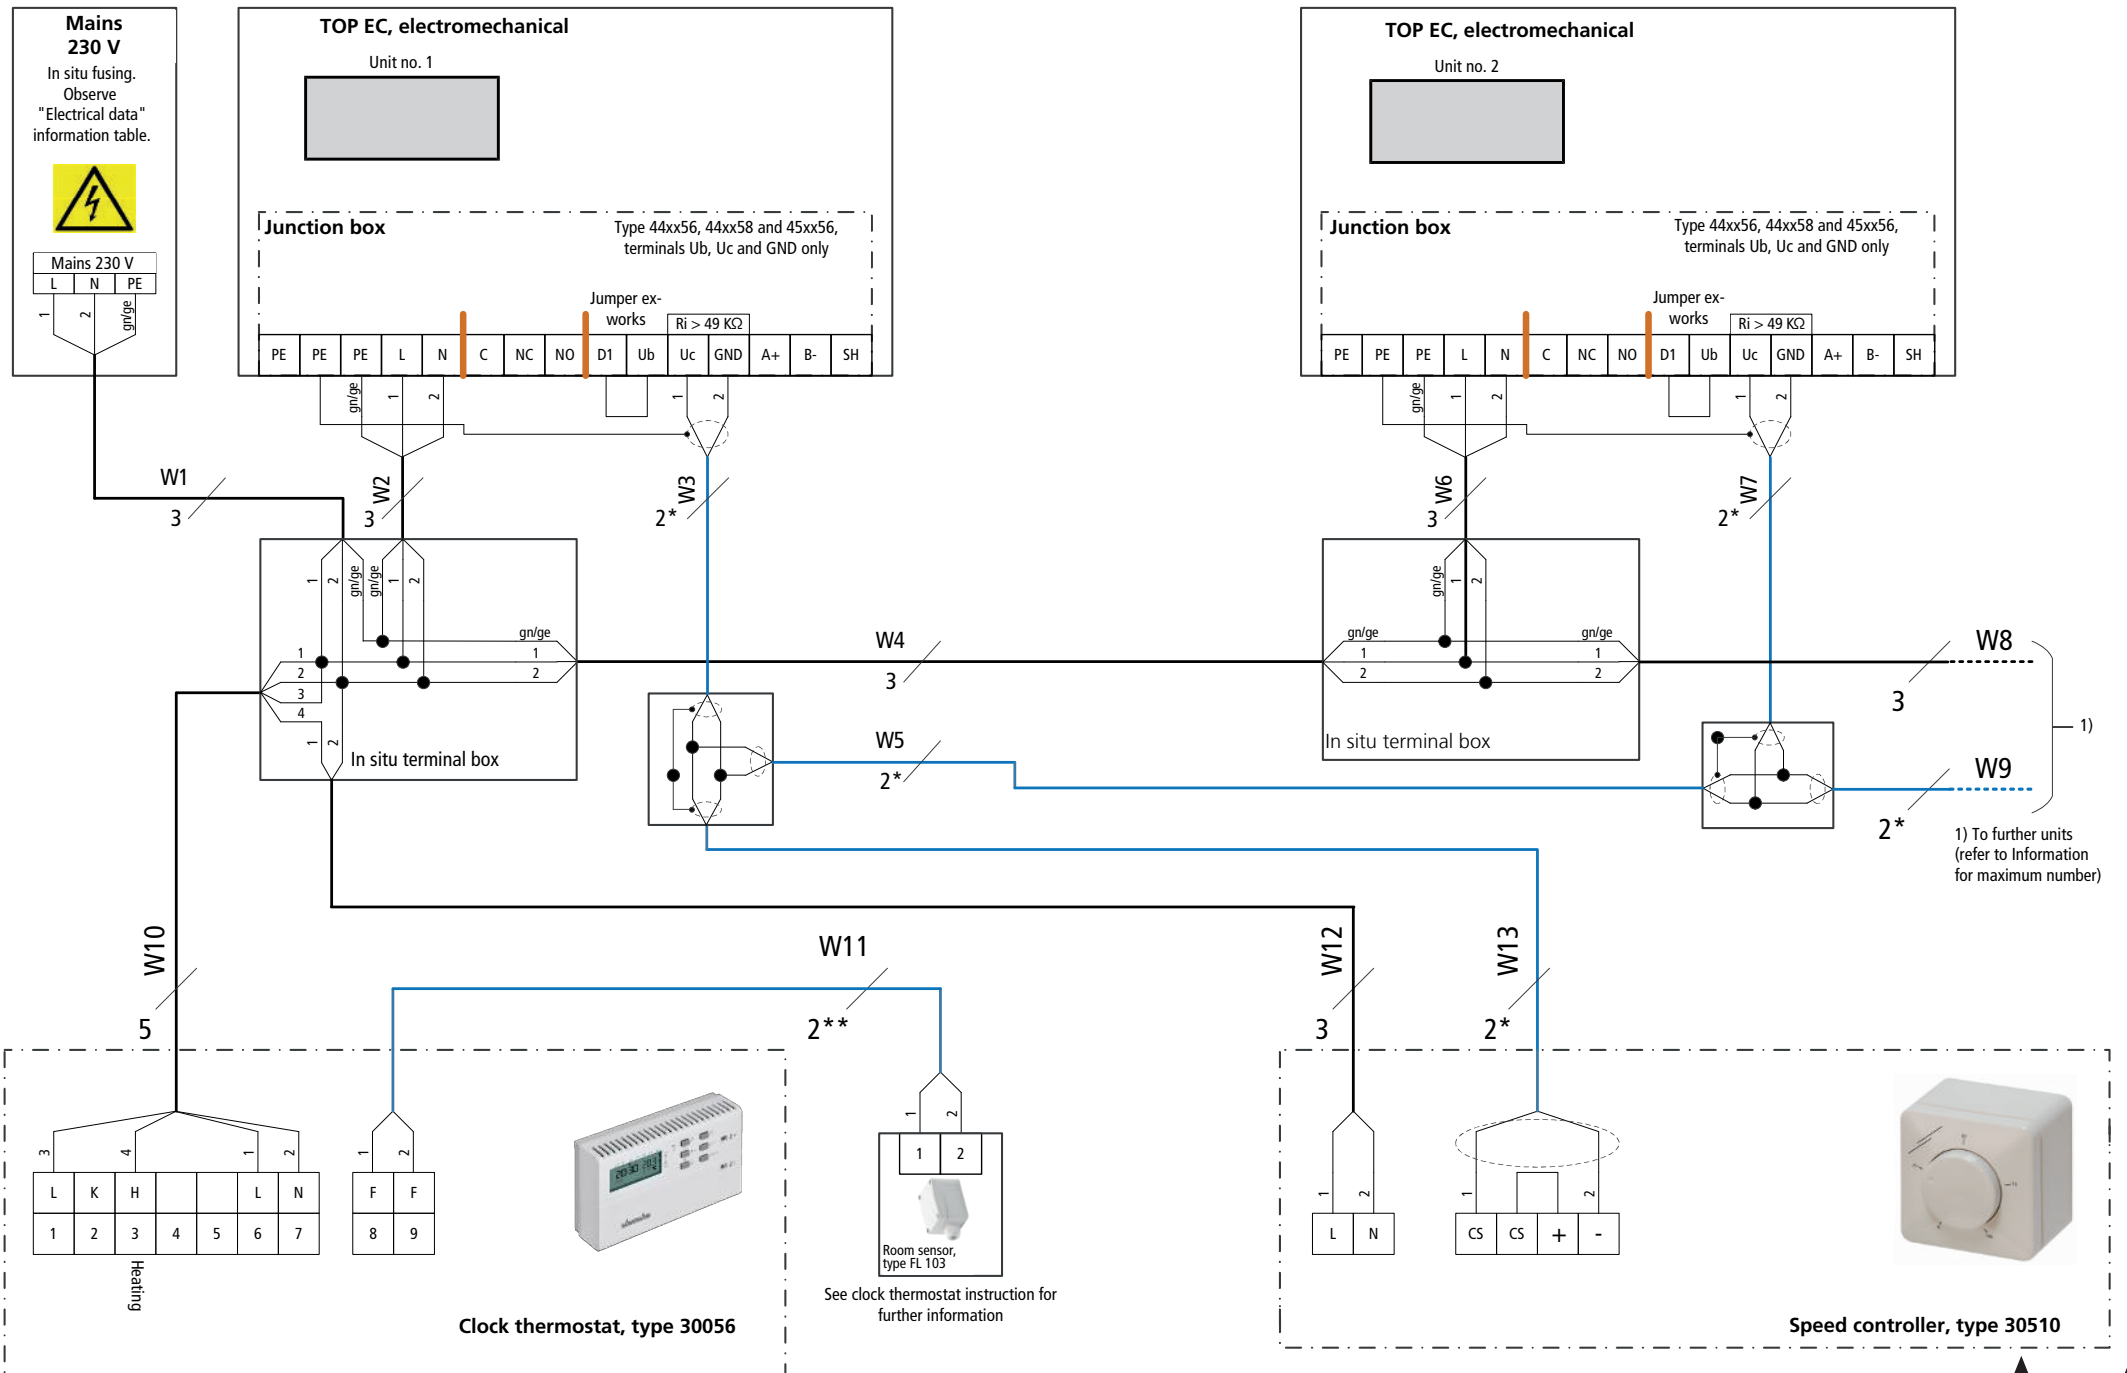 Mains
230 V
In situ fusing.
Observe
"Electrical data"
information table.
Mains 230 V
L N PE
1 2 gn/ge
TOP EC, electromechanical
Unit no. 1
Junction box
Type 44xx56, 44xx58 and 45xx56,
terminals Ub, Uc and GND only
Jumper ex-
works
Ri > 49 KΩ
PE PE PE L N C NC NO D1 Ub Uc GND A+ B- SH
gn/ge 1 2 1 2
TOP EC, electromechanical
Unit no. 2
Junction box
Type 44xx56, 44xx58 and 45xx56,
terminals Ub, Uc and GND only
Jumper ex-
works
Ri > 49 KΩ
PE PE PE L N C NC NO D1 Ub Uc GND A+ B- SH
gn/ge 1 2 1 2
W1
3
W2
3
W3
2*
W6
3
W7
2*
1 2 gn/ge gn/ge 1 2
gn/ge
1 1
2 2
3
4
1 2
In situ terminal box
W4
3
W5
2*
gn/ge 1 2
gn/ge gn/ge
1 1
2 2
In situ terminal box
W8
3
W9
2*
1)
1) To further units
(refer to Information
for maximum number)
W10
5
W11
2**
W12
3
W13
2*
3 4 1 2
L K H L N
1 2 3 4 5 6 7
Heating
1 2
F F
8 9
20:30
Clock thermostat, type 30056
1 2
1 2
Room sensor,
type FL 103
See clock thermostat instruction for
further information
1 2
L N
1 2
CS CS + -
Speed controller, type 30510